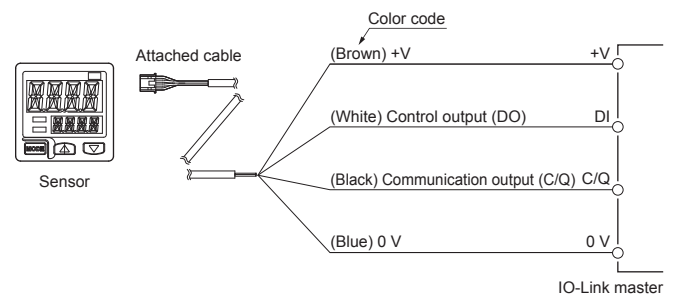 Color code
Attached cable
(Brown) +V
+V
(White) Control output (DO)
DI
MODE
Sensor
(Black) Communication output (C/Q)
C/Q
(Blue) 0 V
0 V
IO-Link master